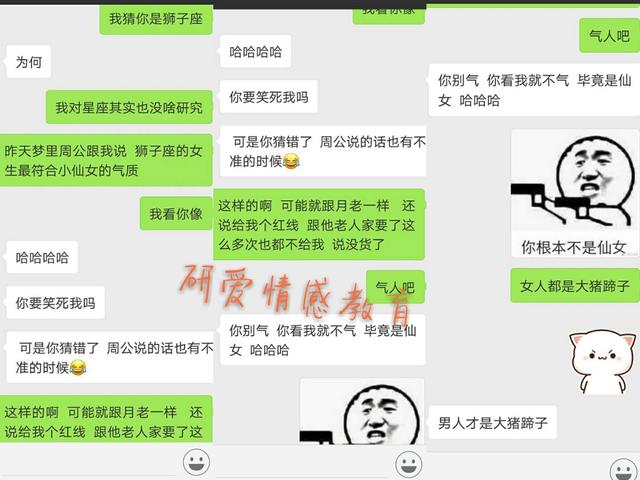 我猜你是狮子座
为何
我对星座其实也没啥研究
昨天梦里周公跟我说 狮子座的女
生最符合小仙女的气质
我看你像
哈哈哈哈
你要笑死我吗
可是你猜错了 周公说的话也有不
准的时候😂
这样的啊 可能就跟月老一样 还
说给我个红线 跟他老人家要了这
我看你像
哈哈哈哈
你要笑死我吗
可是你猜错了 周公说的话也有不
准的时候😂
这样的啊 可能就跟月老一样 还
说给我个红线 跟他老人家要了这
么多次也都不给我 说没货了
气人吧
你别气 你看我就不气 毕竟是仙
女 哈哈哈
气人吧
你别气 你看我就不气 毕竟是仙
女 哈哈哈
你根本不是仙女
女人都是大猪蹄子
男人才是大猪蹄子
研爱情感教育